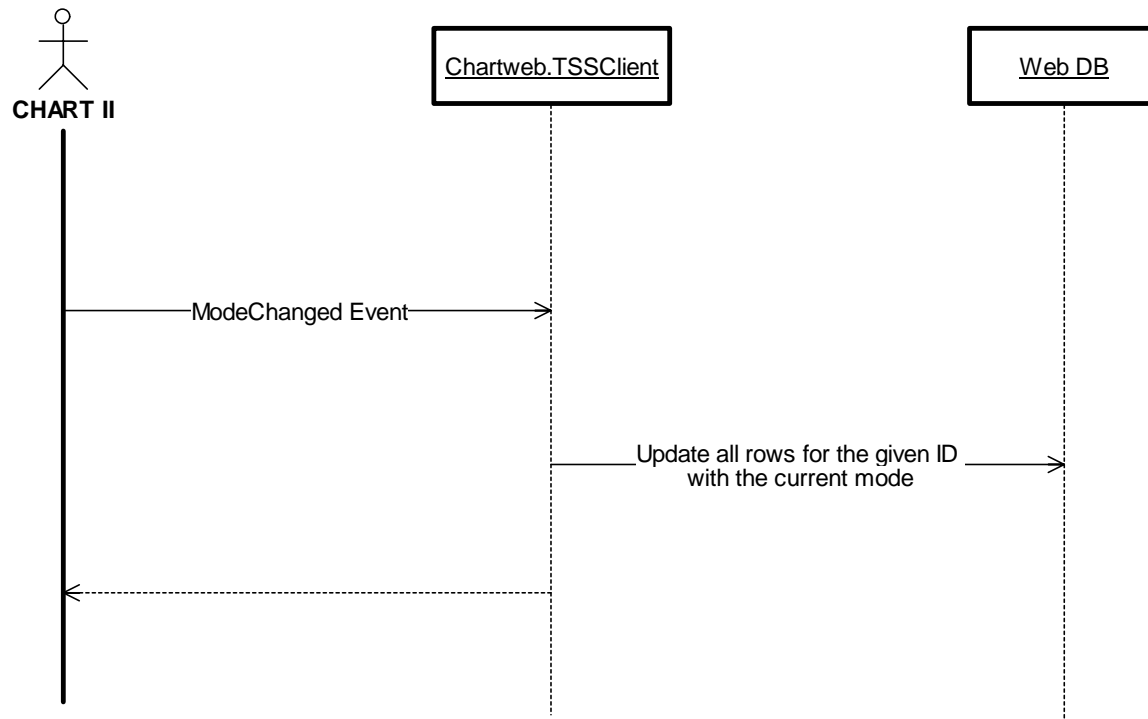 CHART II
Chartweb.TSSClient
Web DB
ModeChanged Event
Update all rows for the given ID
with the current mode